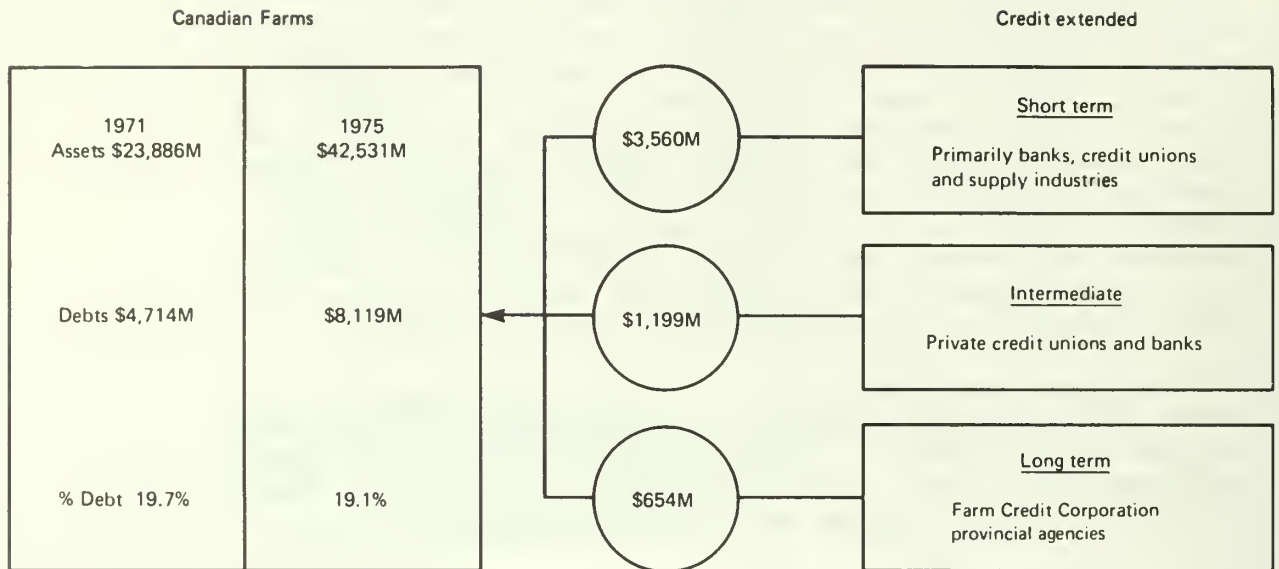 Canadian Farms
Credit extended
1971
Assets $23,886M
1975
$42,531M
Debts $4,714M
$8,119M
% Debt 19.7%
19.1%
$3,560M
$1,199M
$654M
Short term
Primarily banks, credit unions
and supply industries
Intermediate
Private credit unions and banks
Long term
Farm Credit Corporation
provincial agencies